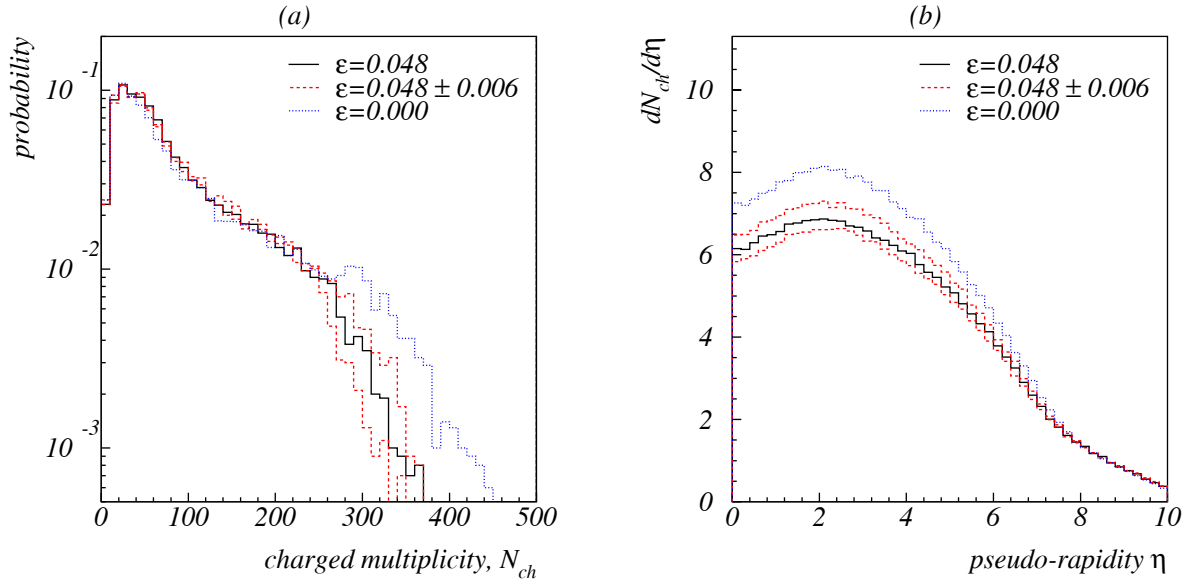 (a)
probability
ε=0.048
ε=0.048 ± 0.006
ε=0.000
10⁻¹
10⁻²
10⁻³
0 100 200 300 400 500
charged multiplicity, N_ch
(b)
dN_ch/dη
ε=0.048
ε=0.048 ± 0.006
ε=0.000
10
8
6
4
2
0
0 2 4 6 8 10
pseudo-rapidity η